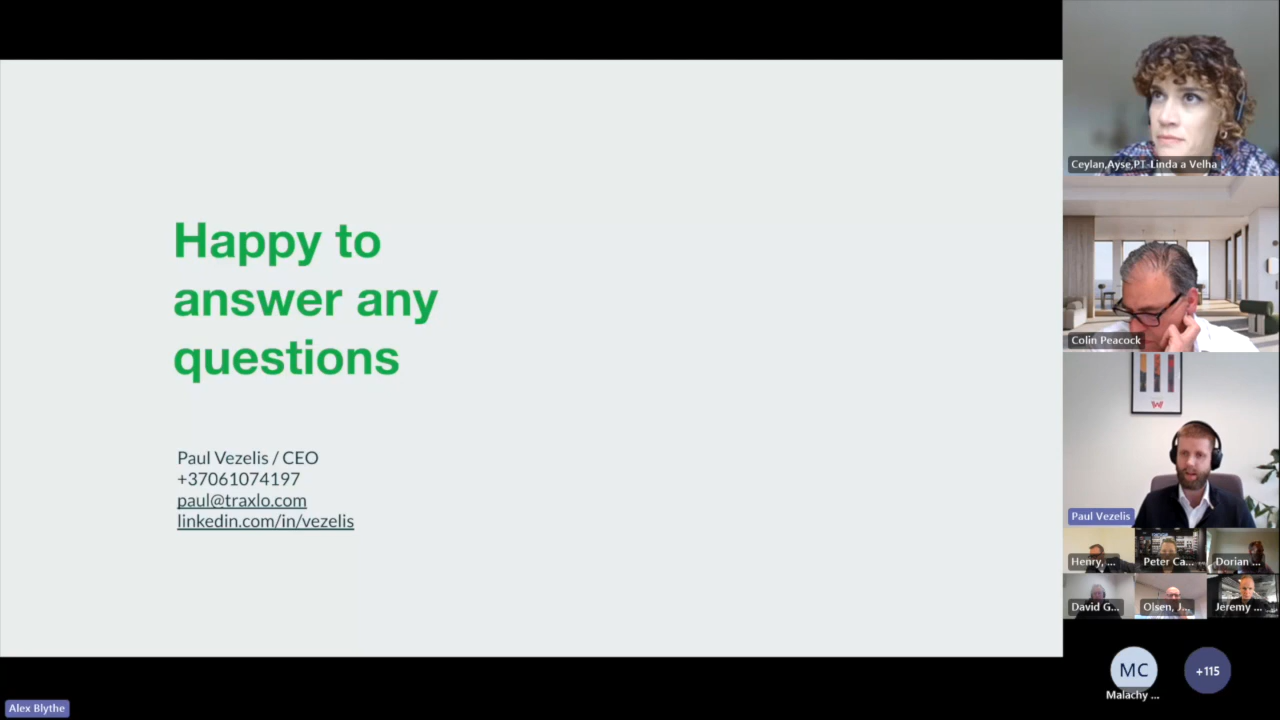 Happy to
answer any
questions
Paul Vezelis / CEO
+37061074197
paul@traxlo.com
linkedin.com/in/vezelis
Ceylan,Ayse,PT-Linda a Velha
Colin Peacock
Paul Vezelis
Henry, ...
Peter Ca...
Dorian ...
David G...
Olsen, J...
Jeremy ...
MC
+115
Malachy ...
Alex Blythe